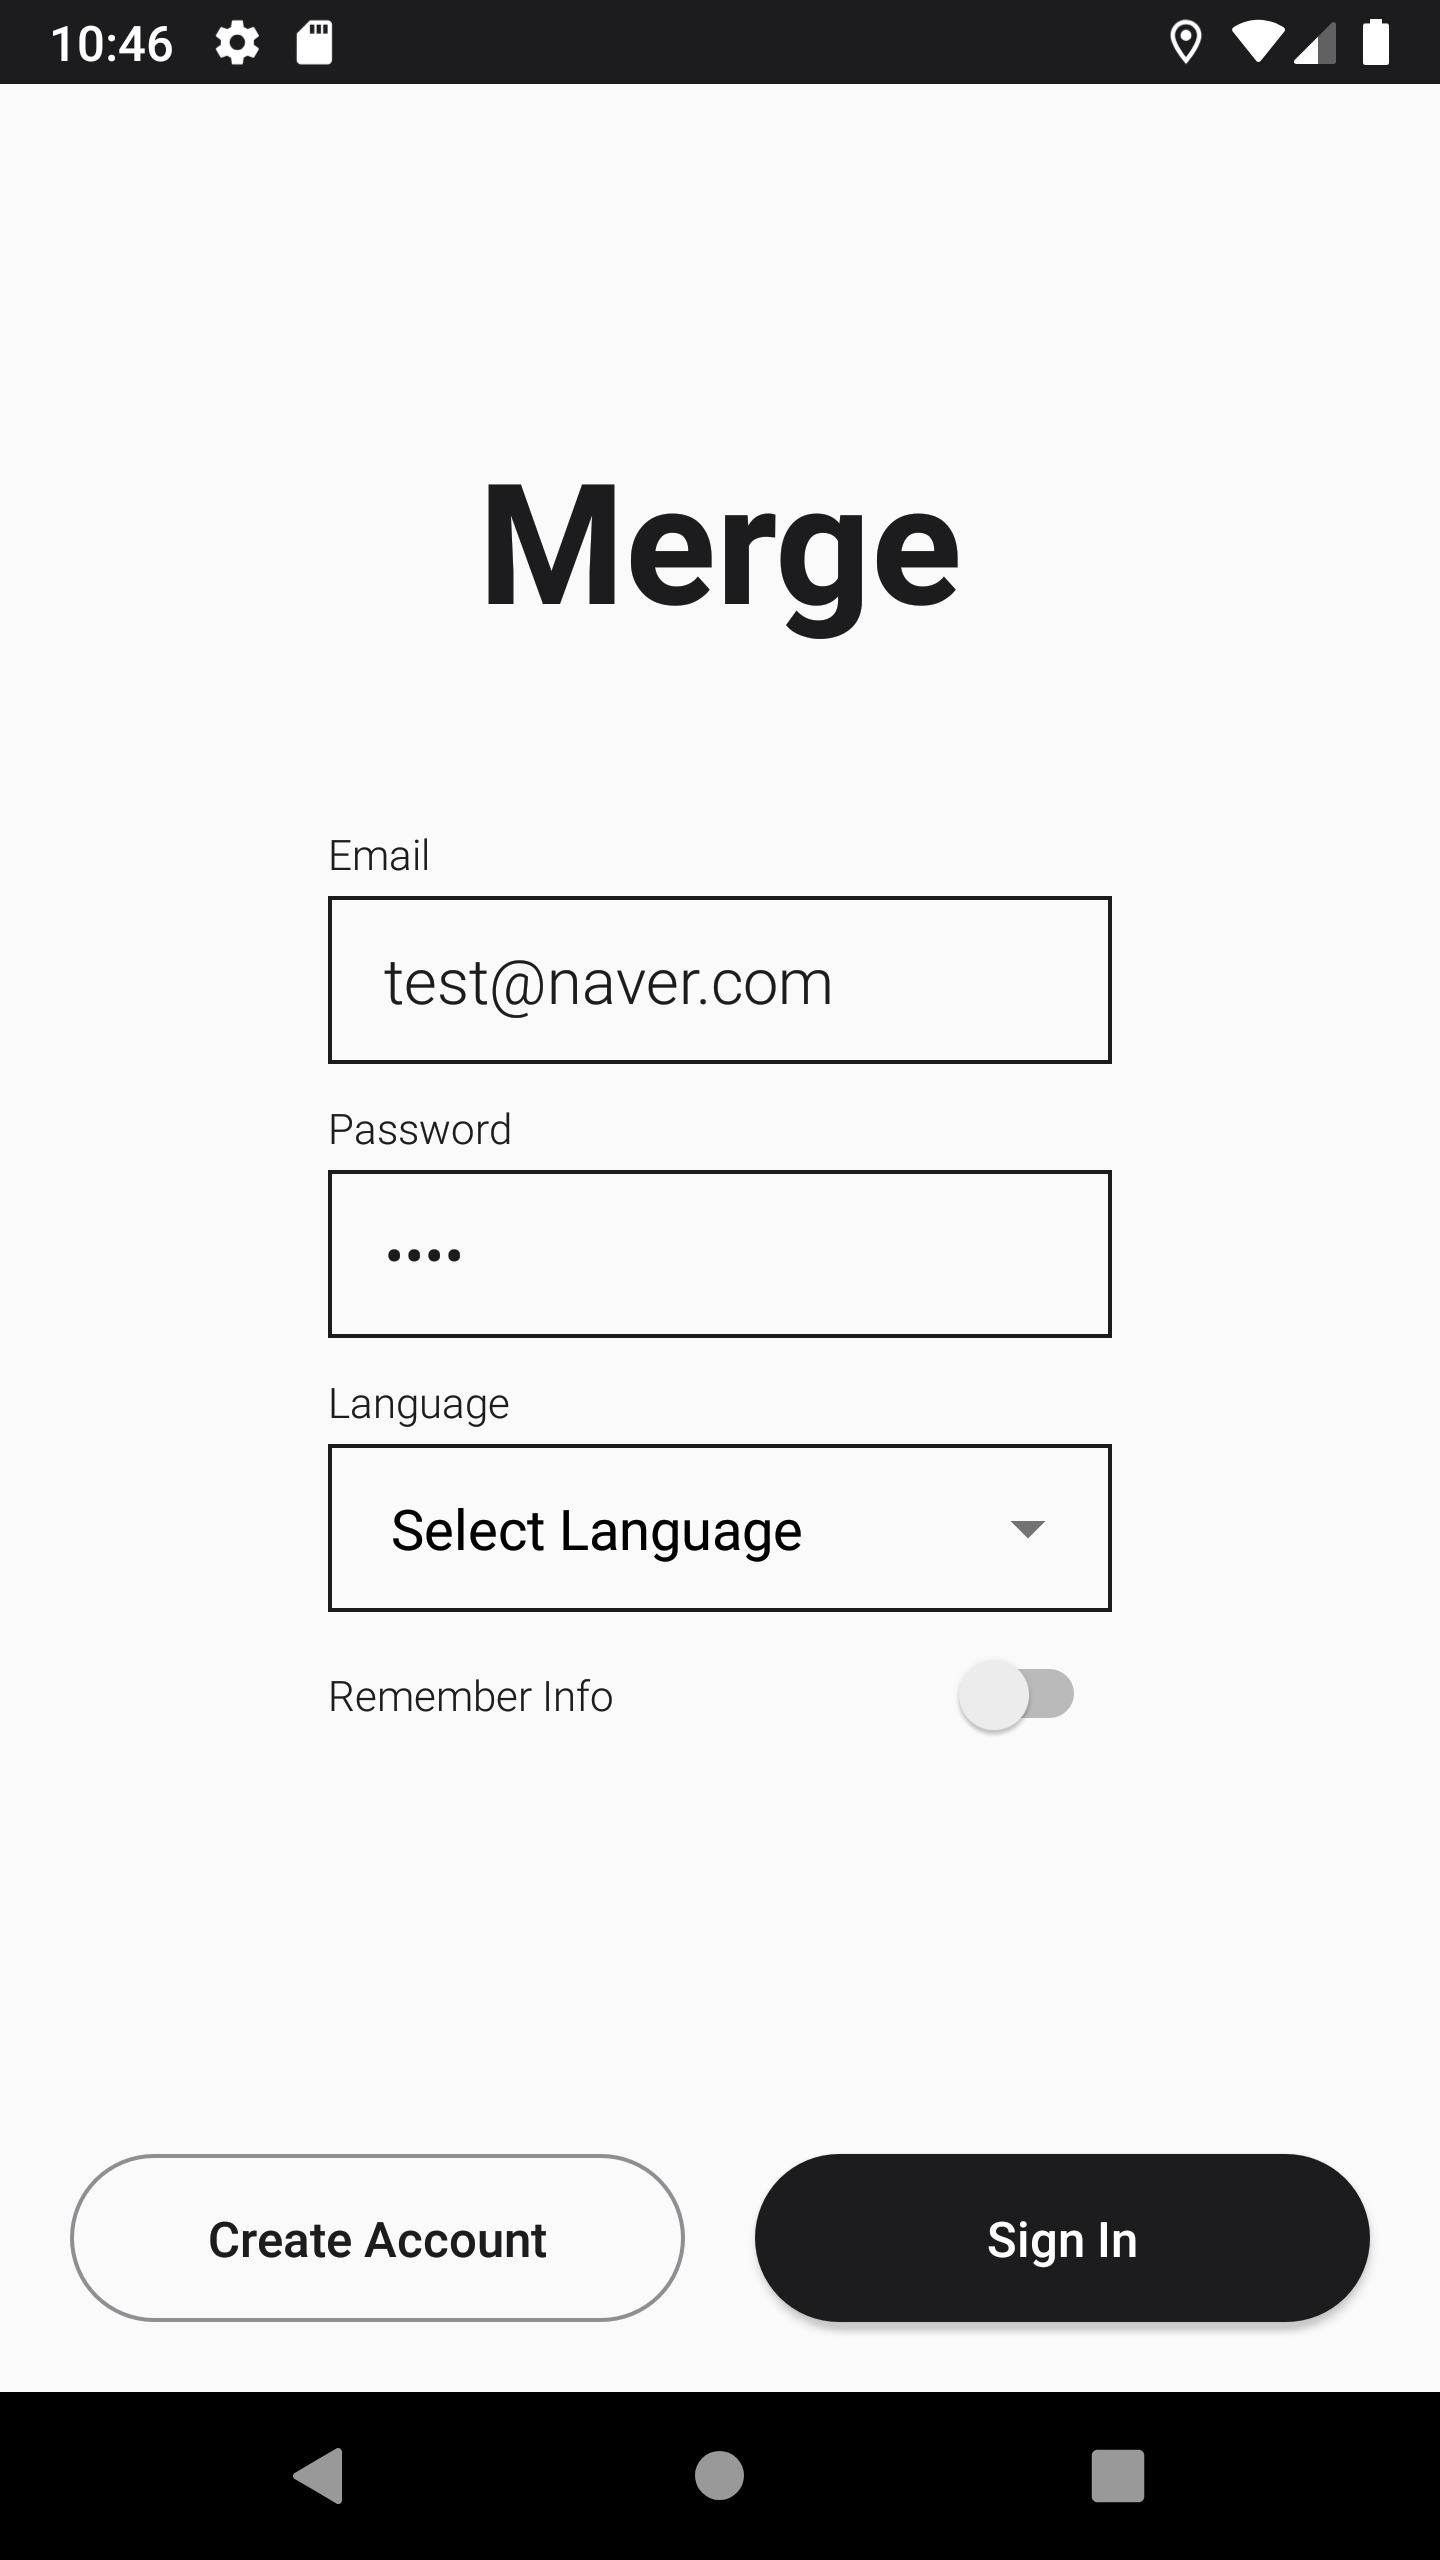 10:46
Merge
Email
test@naver.com
Password
••••
Language
Select Language
Remember Info
Create Account
Sign In